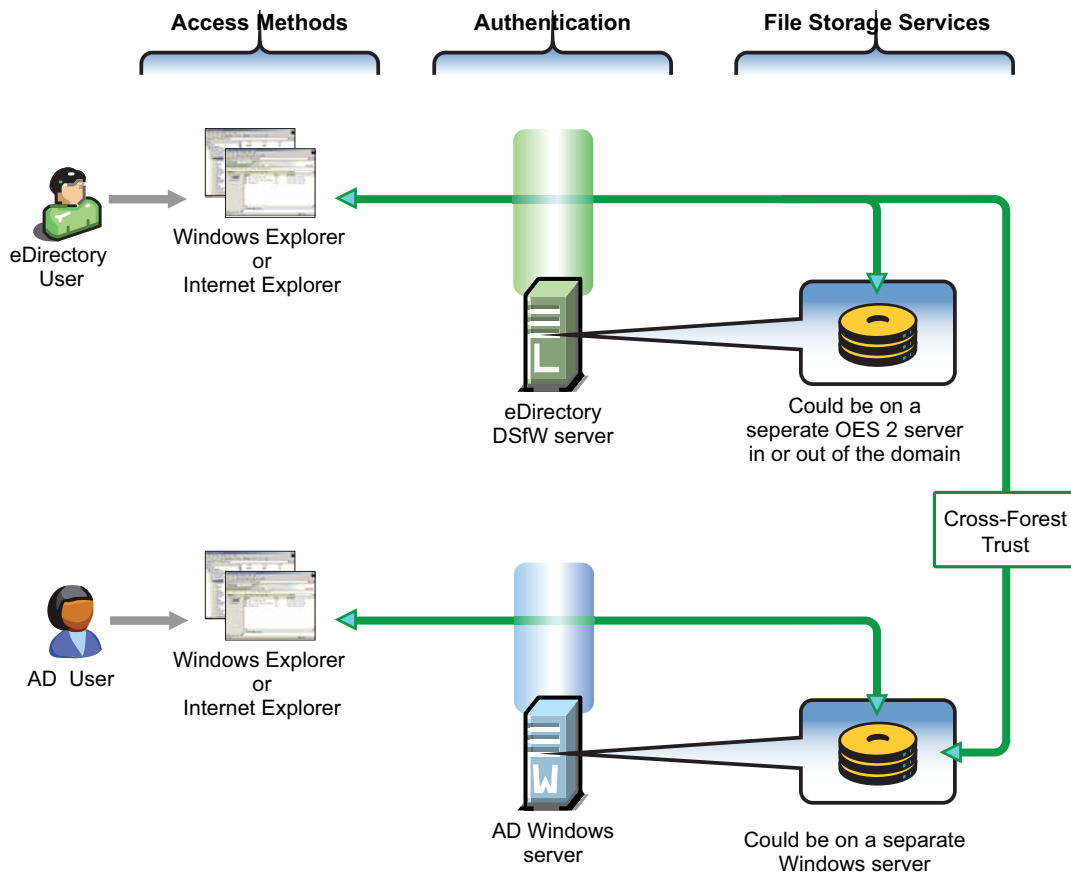 Access Methods
Authentication
File Storage Services
eDirectory
User
Windows Explorer
or
Internet Explorer
eDirectory
DSfW server
L
Could be on a
seperate OES 2 server
in or out of the domain
Cross-Forest
Trust
AD User
Windows Explorer
or
Internet Explorer
W
AD Windows
server
Could be on a separate
Windows server